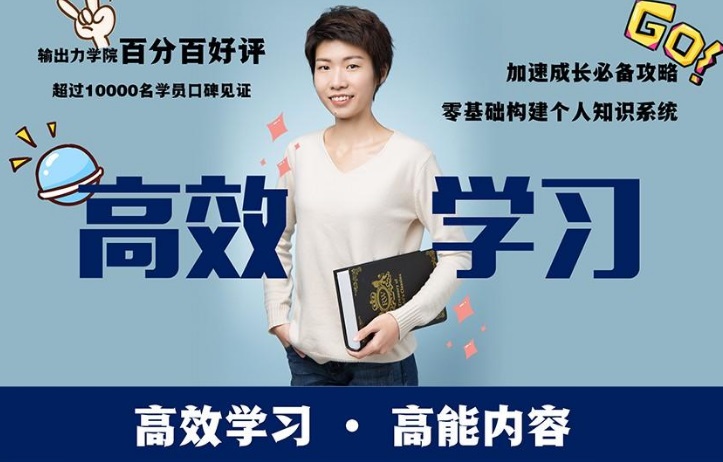 输出力学院百分百好评
超过10000名学员口碑见证
GO!
加速成长必备攻略
零基础构建个人知识系统
高效学习
高效学习·高能内容